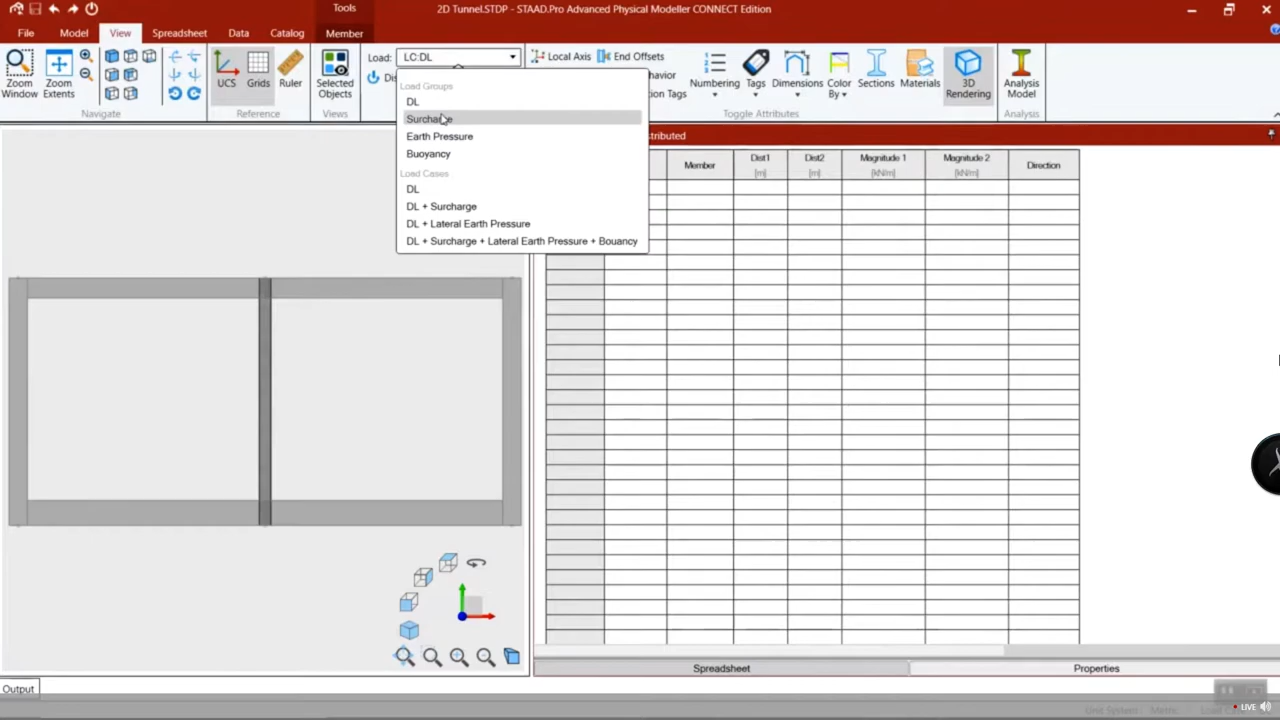 Tools
2D Tunnel.STDP - STAAD.Pro Advanced Physical Modeller CONNECT Edition
File
Model
View
Spreadsheet
Data
Catalog
Member
Zoom Window
Zoom Extents
Navigate
UCS
Grids
Ruler
Reference
Selected Objects
Views
Load:
LC:DL
Local Axis
End Offsets
Numbering
Tags
Dimensions
Color By
Sections
Materials
3D Rendering
Toggle Attributes
Analysis Model
Analysis
Load Groups
DL
Surcharge
Earth Pressure
Buoyancy
Load Cases
DL
DL + Surcharge
DL + Lateral Earth Pressure
DL + Surcharge + Lateral Earth Pressure + Bouancy
Member
Dist1 [m]
Dist2 [m]
Magnitude 1 [kN/m]
Magnitude 2 [kN/m]
Direction
Spreadsheet
Properties
Output
Unit System: Metric
LIVE